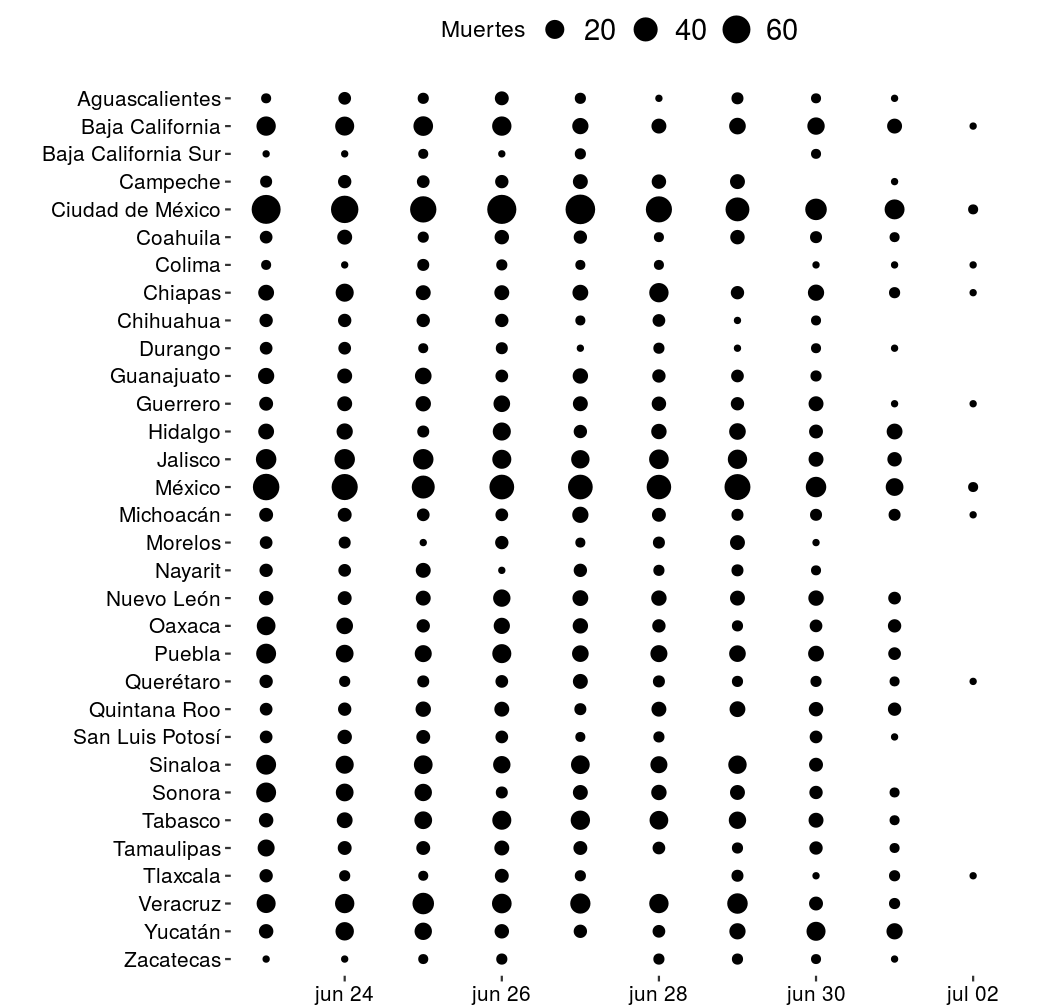 Muertes 20 40 60
Aguascalientes
Baja California
Baja California Sur
Campeche
Ciudad de México
Coahuila
Colima
Chiapas
Chihuahua
Durango
Guanajuato
Guerrero
Hidalgo
Jalisco
México
Michoacán
Morelos
Nayarit
Nuevo León
Oaxaca
Puebla
Querétaro
Quintana Roo
San Luis Potosí
Sinaloa
Sonora
Tabasco
Tamaulipas
Tlaxcala
Veracruz
Yucatán
Zacatecas
jun 24 jun 26 jun 28 jun 30 jul 02